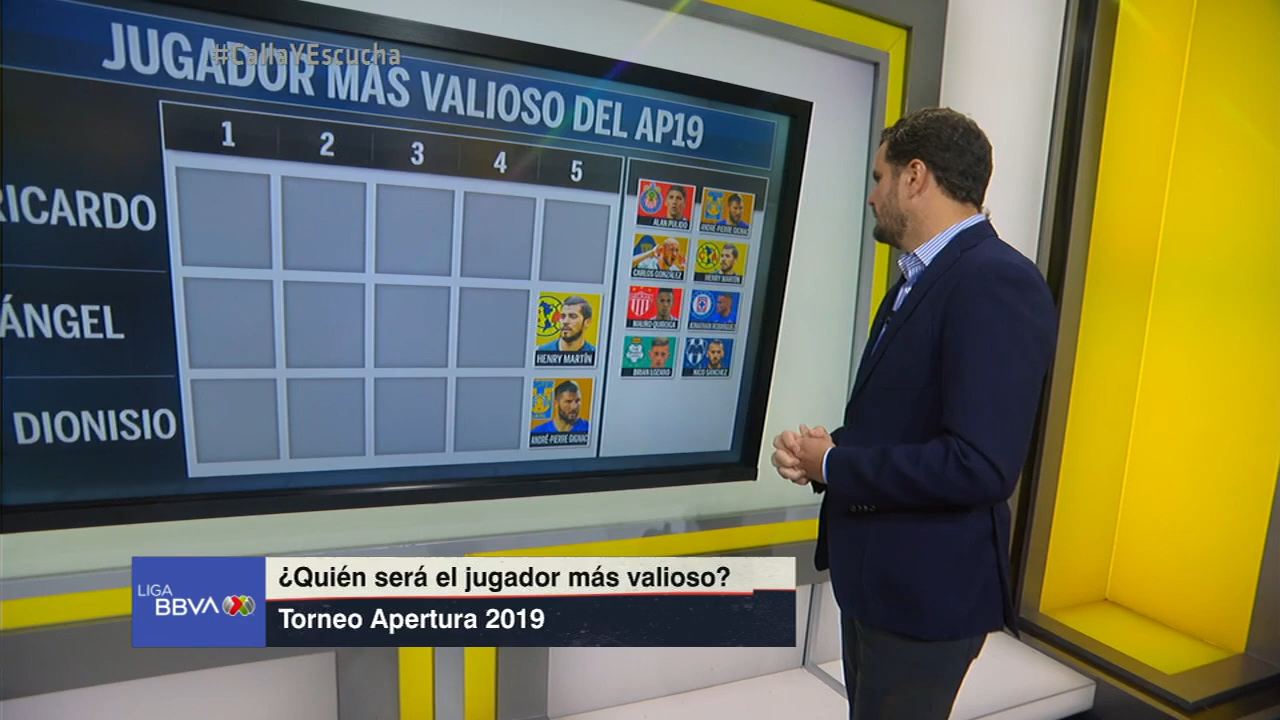 #CallaYEscucha
JUGADOR MÁS VALIOSO DEL AP19
1 2 3 4 5
RICARDO
ÁNGEL
DIONISIO
HENRY MARTÍN
ANDRÉ-PIERRE GIGNAC
ALAN PULIDO
ANDRÉ-PIERRE GIGNAC
CARLOS GONZÁLEZ
HENRY MARTÍN
MAURO QUIROGA
JONATHAN RODRÍGUEZ
BRIAN LOZANO
NICO SÁNCHEZ
LIGA
BBVA
¿Quién será el jugador más valioso?
Torneo Apertura 2019